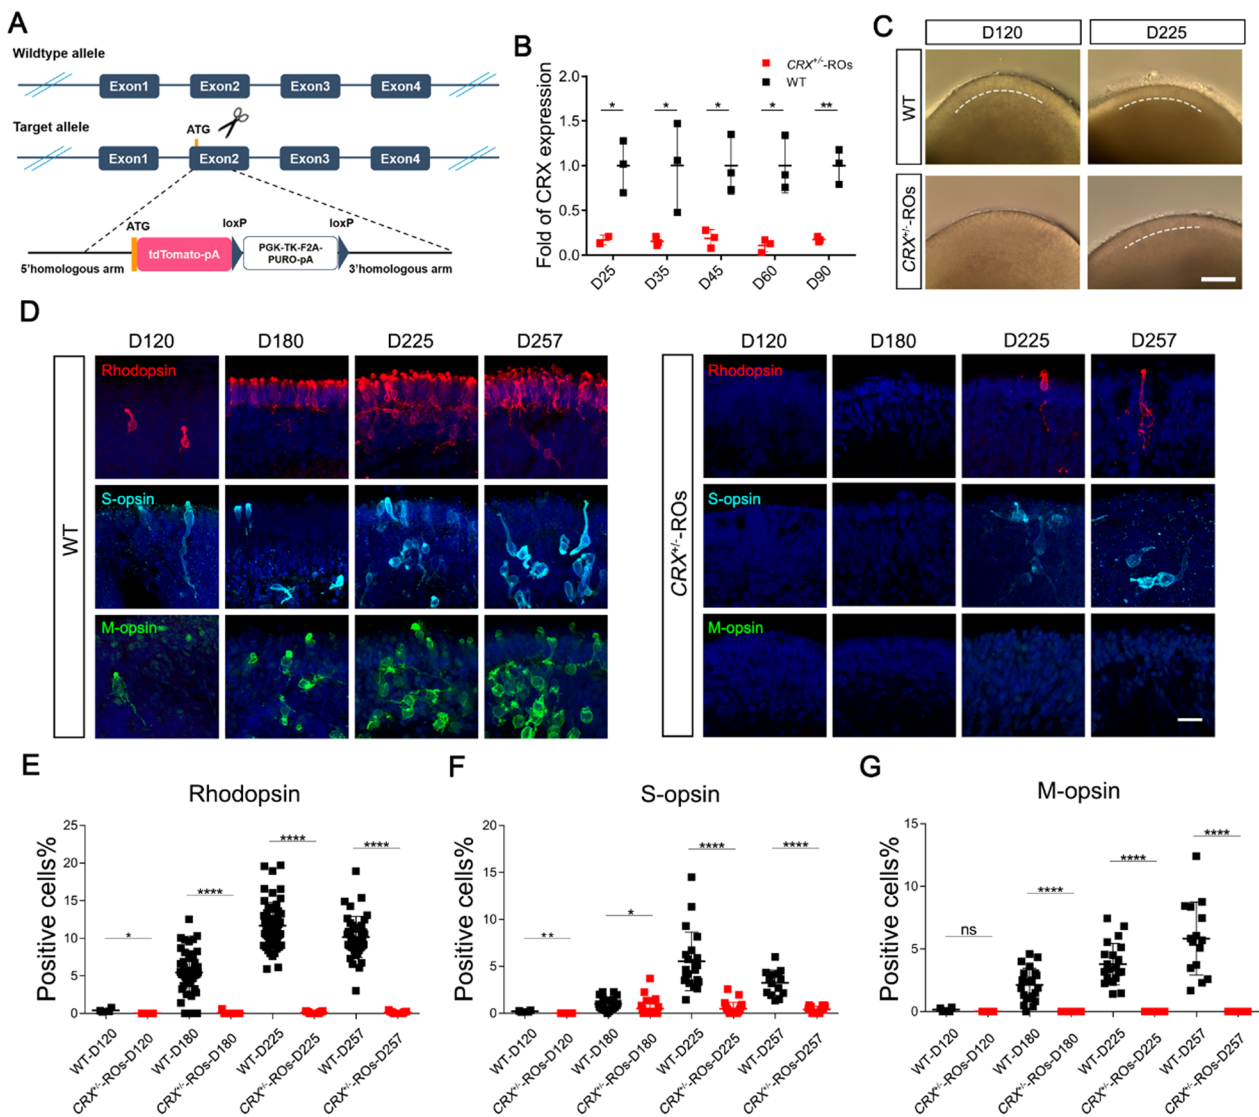 A
Wildtype allele
Exon1 Exon2 Exon3 Exon4
Target allele
ATG
Exon1 Exon2 Exon3 Exon4
ATG loxP loxP
tdTomato-pA
PGK-TK-F2A-
PURO-pA
5'homologous arm 3'homologous arm
B
CRX+/--ROs
WT
Fold of CRX expression
2.0
1.5
1.0
0.5
0.0
* * * * **
D25 D35 D45 D60 D90
C
D120 D225
WT
CRX+/--ROs
D
D120 D180 D225 D257
WT
Rhodopsin
S-opsin
M-opsin
D120 D180 D225 D257
CRX+/--ROs
Rhodopsin
S-opsin
M-opsin
E
Rhodopsin
Positive cells%
25
20
15
10
5
0
* **** **** ****
WT-D120 CRX+/--ROs-D120 WT-D180 CRX+/--ROs-D180 WT-D225 CRX+/--ROs-D225 WT-D257 CRX+/--ROs-D257
F
S-opsin
Positive cells%
20
15
10
5
0
** * **** ****
WT-D120 CRX+/--ROs-D120 WT-D180 CRX+/--ROs-D180 WT-D225 CRX+/--ROs-D225 WT-D257 CRX+/--ROs-D257
G
M-opsin
Positive cells%
15
10
5
0
ns **** **** ****
WT-D120 CRX+/--ROs-D120 WT-D180 CRX+/--ROs-D180 WT-D225 CRX+/--ROs-D225 WT-D257 CRX+/--ROs-D257